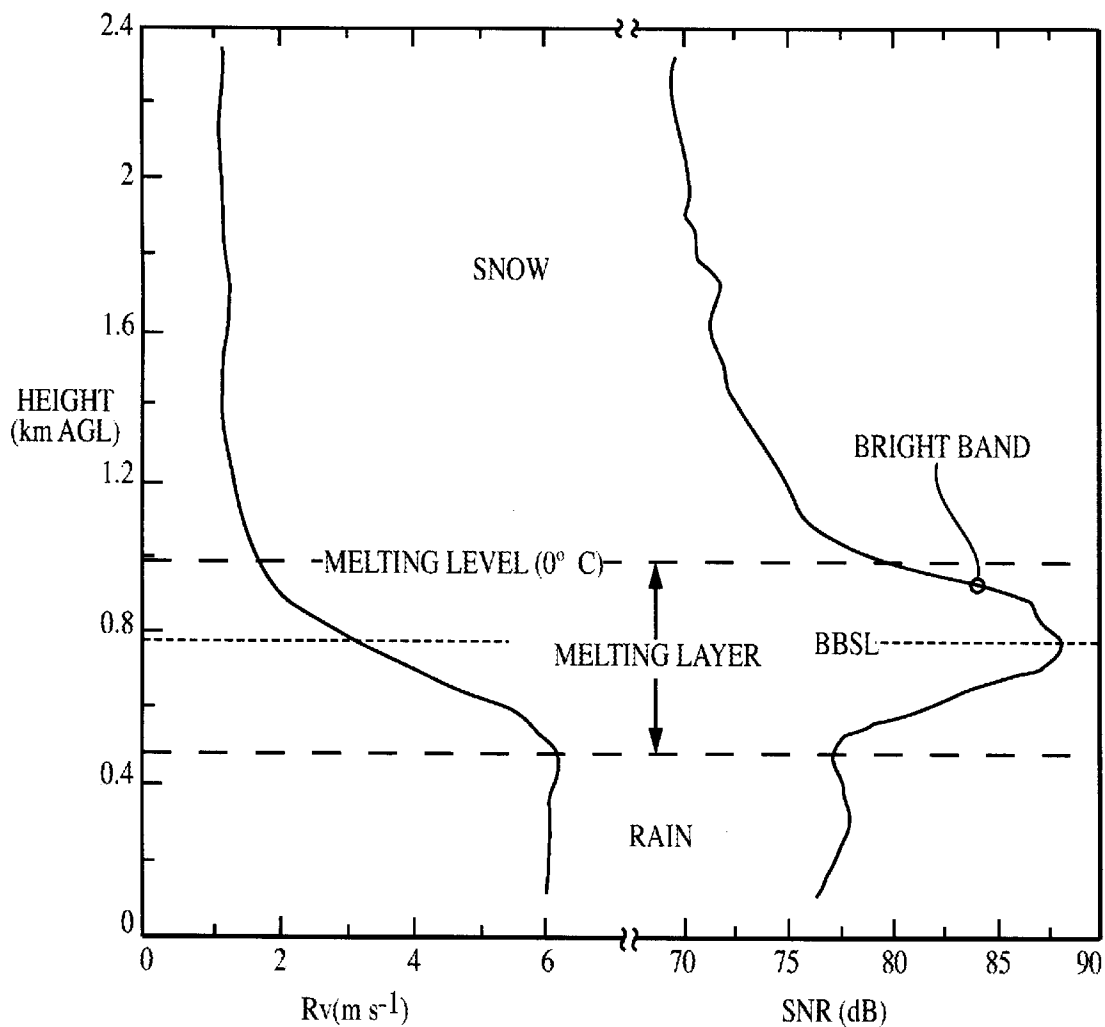 2.4
2
SNOW
1.6
HEIGHT
(km AGL)
BRIGHT BAND
1.2
MELTING LEVEL (0° C)
0.8
BBSL
MELTING LAYER
0.4
RAIN
0
0 2 4 6 70 75 80 85 90
Rv(m s-1) SNR (dB)